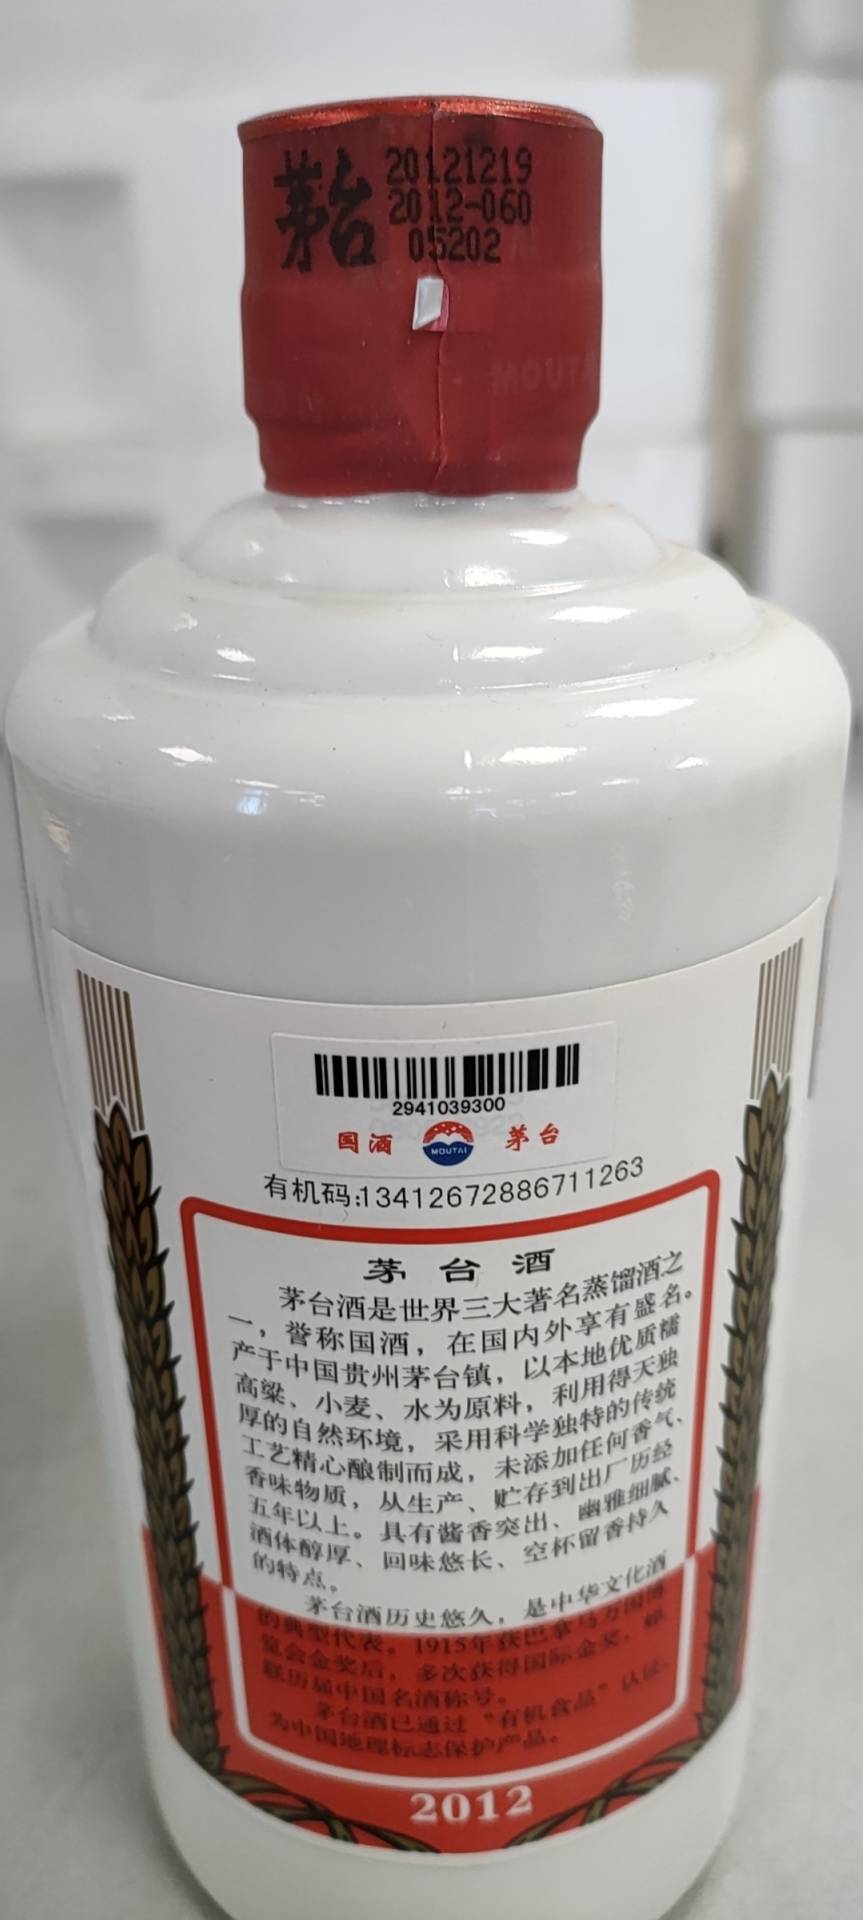 茅台
20121219
2012-060
05202
MOUTA
2941039300
国酒
MOUTAI
茅台
有机码:13412672886711263
茅台酒
茅台酒是世界三大著名蒸馏酒之
一，誉称国酒，在国内外享有盛名。
产于中国贵州茅台镇，以本地优质糯
高粱、小麦、水为原料，利用得天独
厚的自然环境，采用科学独特的传统
工艺精心酿制而成，未添加任何香气、
香味物质，从生产、贮存到出厂历经
五年以上。具有酱香突出、幽雅细腻、
酒体醇厚、回味悠长、空杯留香持久
的特点。
茅台酒历史悠久，是中华文化酒
的典型代表。1915年获巴拿马万国博
览会金奖后，多次获得国际金奖，蝉
联历届中国名酒称号。
茅台酒已通过“有机食品”认证、
为中国地理标志保护产品。
2012